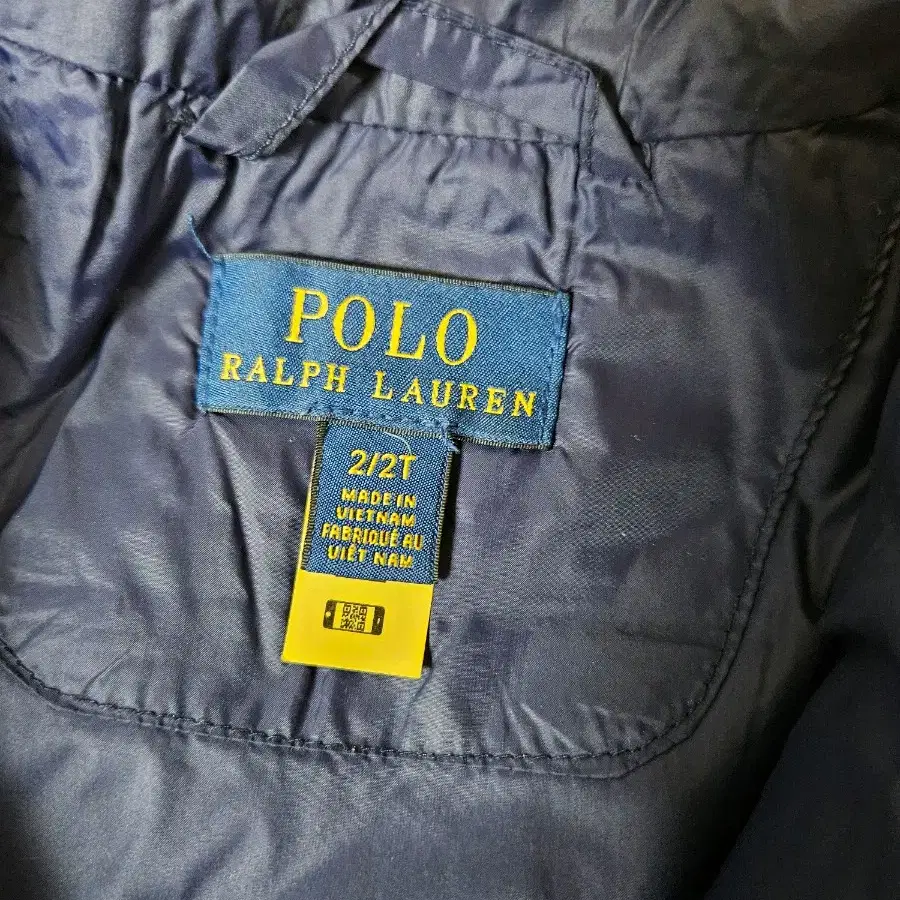 POLO
RALPH LAUREN
2/2T
MADE IN
VIETNAM
FABRIQUÉ AU
VIÊT NAM